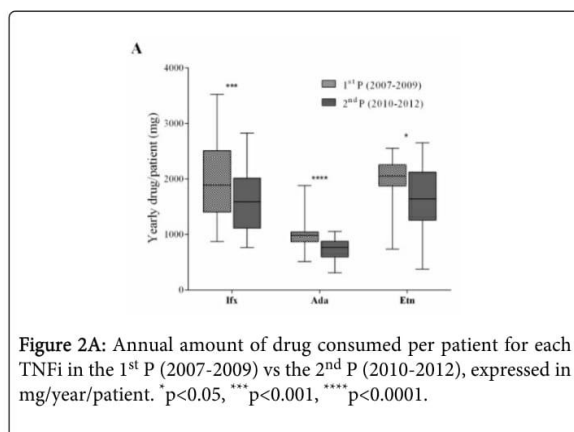 A
4000
3000
2000
1000
0
Yearly drug/patient (mg)
***
1st P (2007-2009)
2nd P (2010-2012)
****
*
Ifx
Ada
Etn
Figure 2A: Annual amount of drug consumed per patient for each
TNFi in the 1st P (2007-2009) vs the 2nd P (2010-2012), expressed in
mg/year/patient. *p<0.05, ***p<0.001, ****p<0.0001.